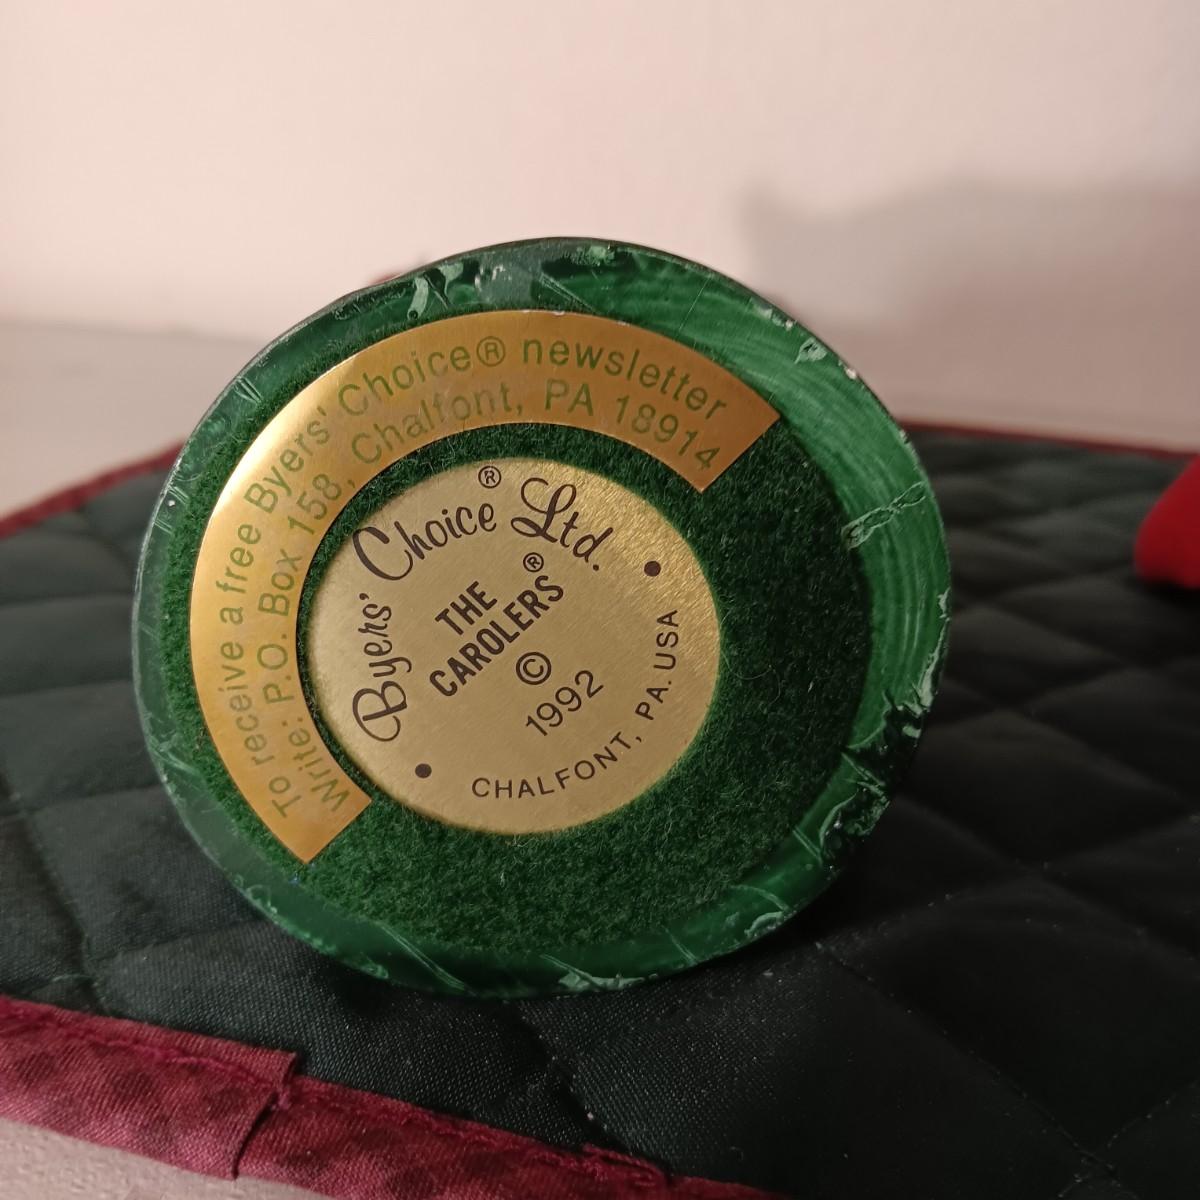 To receive a free Byers' Choice® newsletter
Write: P.O. Box 158, Chalfont, PA 18914
Byers' Choice® Ltd.
THE
CAROLERS®
©
1992
CHALFONT, PA. USA